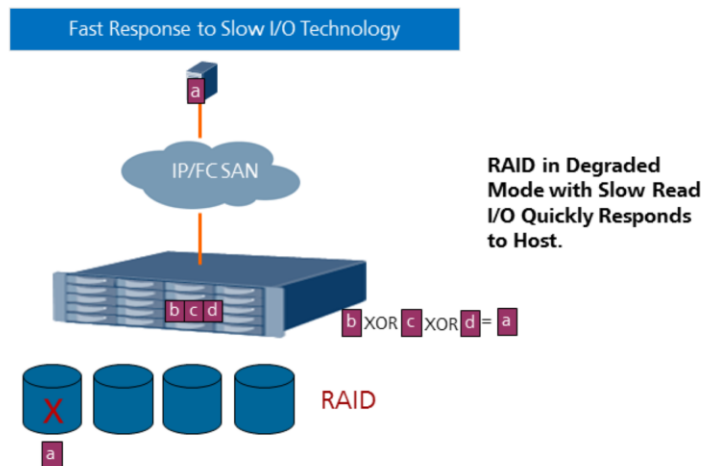 Fast Response to Slow I/O Technology
a
IP/FC SAN
RAID in Degraded
Mode with Slow Read
I/O Quickly Responds
to Host.
b c d
b XOR c XOR d = a
X
RAID
a